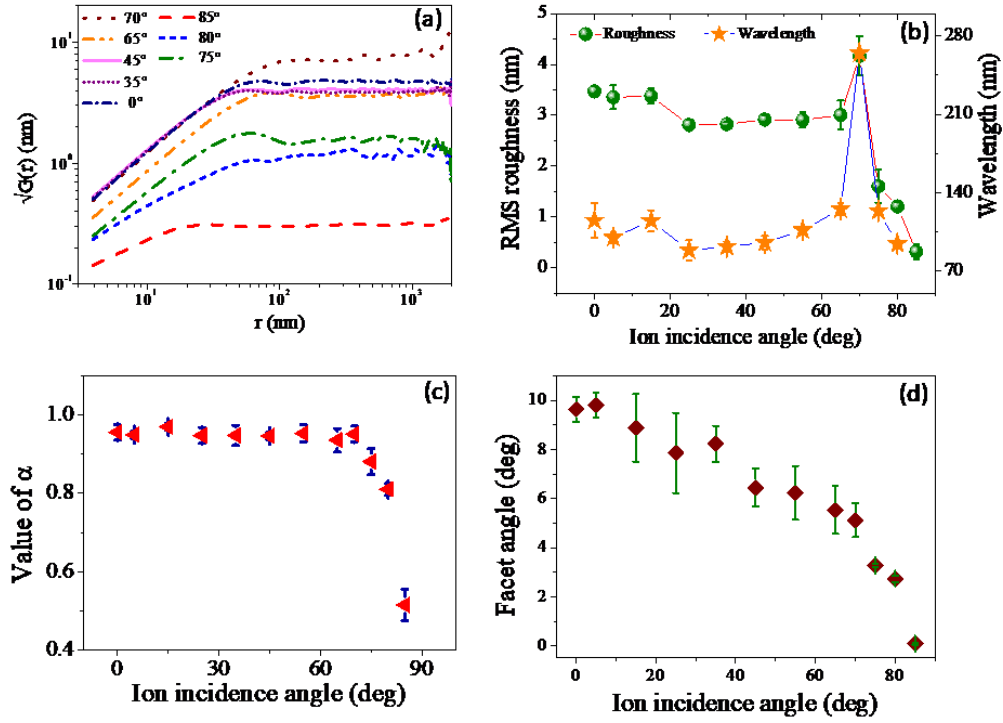 (a)
70° 85°
65° 80°
45° 75°
35°
0°
√G(r) (nm)
10¹
10⁰
10⁻¹
10¹ 10² 10³
r (nm)
(b)
Roughness Wavelength
RMS roughness (nm)
5
4
3
2
1
0
Wavelength (nm)
280
210
140
70
0 20 40 60 80
Ion incidence angle (deg)
(c)
Value of α
1.0
0.8
0.6
0.4
0 30 60 90
Ion incidence angle (deg)
(d)
Facet angle (deg)
10
8
6
4
2
0
0 20 40 60 80
Ion incidence angle (deg)